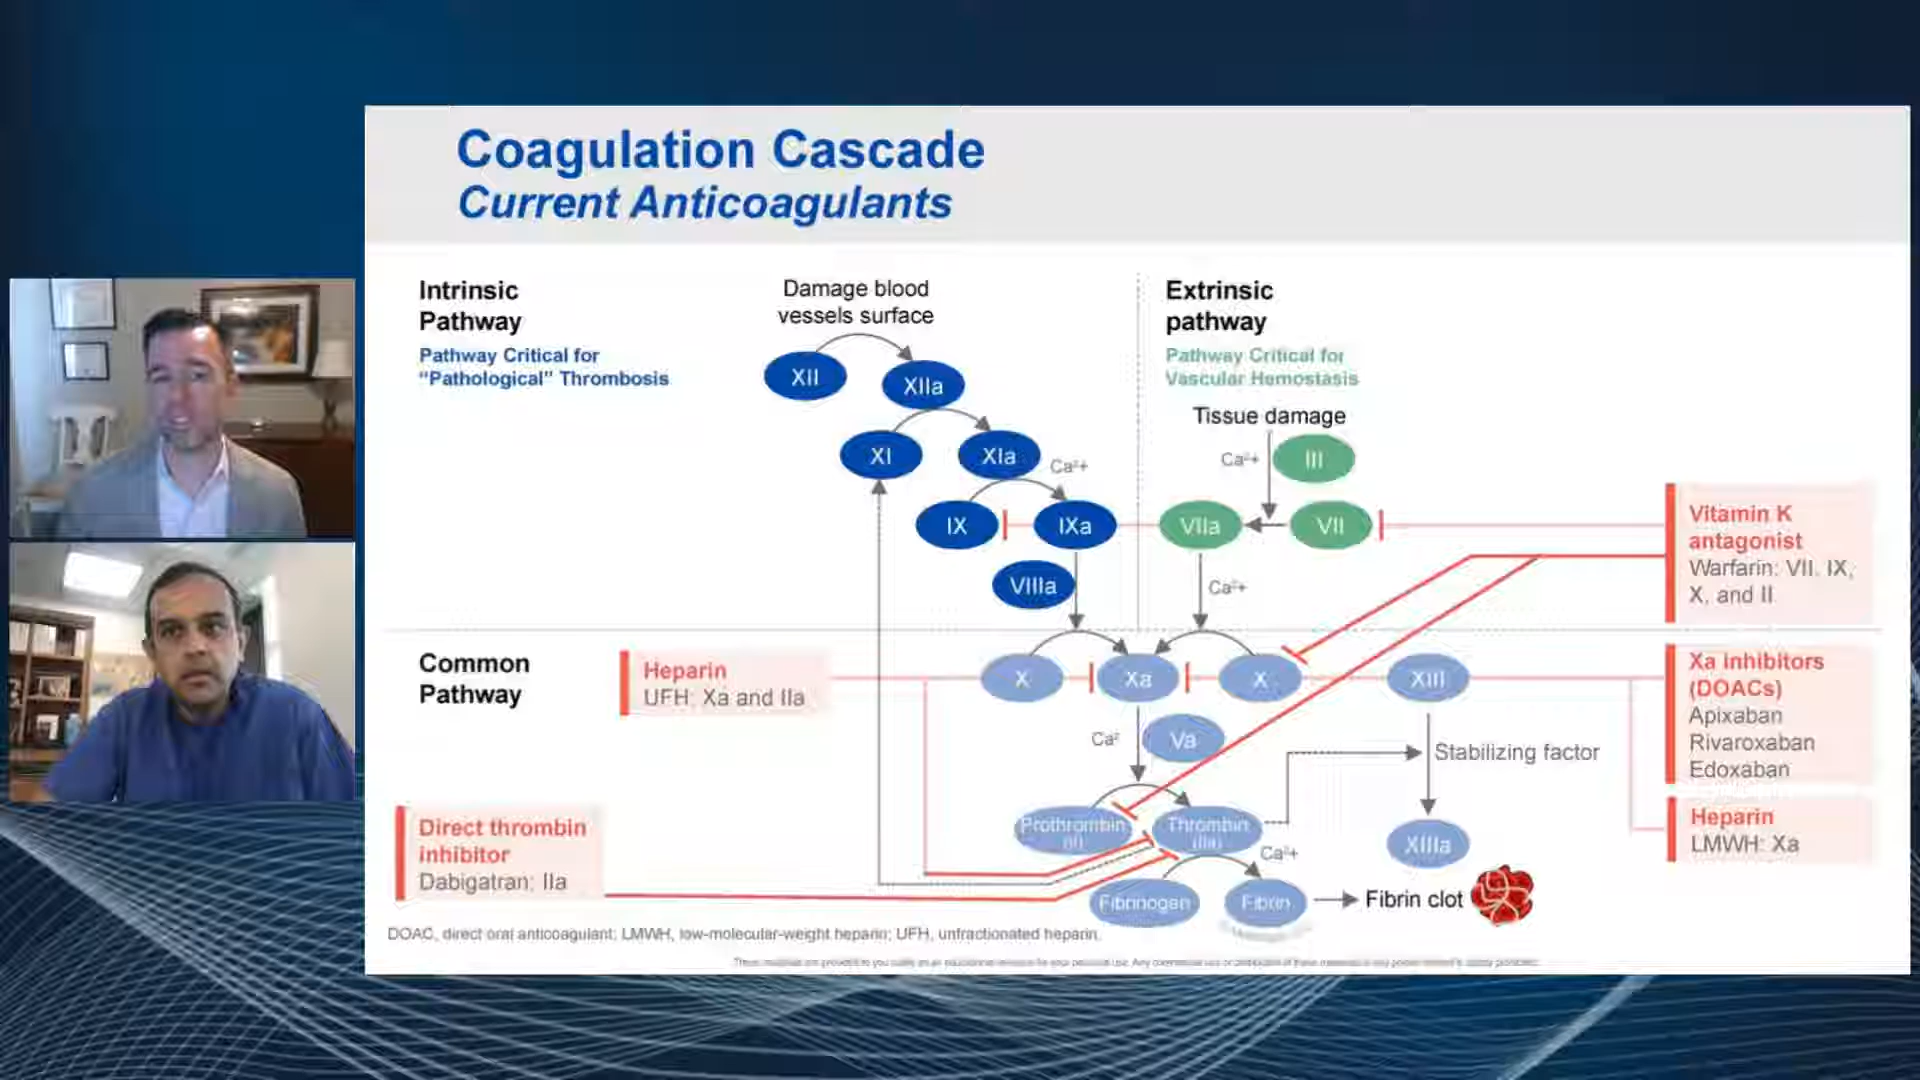 Coagulation Cascade
Current Anticoagulants
Intrinsic
Pathway
Pathway Critical for
“Pathological” Thrombosis
Damage blood
vessels surface
XII
XIIa
XI
XIa
Ca²+
IX
IXa
VIIIa
Extrinsic
pathway
Pathway Critical for
Vascular Hemostasis
Tissue damage
Ca²+
III
VIIa
VII
Ca²+
Vitamin K
antagonist
Warfarin: VII, IX,
X, and II
Common
Pathway
Heparin
UFH: Xa and IIa
X
Xa
X
XIII
Xa Inhibitors
(DOACs)
Apixaban
Rivaroxaban
Edoxaban
Ca²
Va
Stabilizing factor
Heparin
LMWH: Xa
Direct thrombin
inhibitor
Dabigatran: IIa
Prothrombin
(II)
Thrombin
(IIa)
Ca²+
XIIIa
Fibrinogen
Fibrin
Fibrin clot
DOAC, direct oral anticoagulant; LMWH, low-molecular-weight heparin; UFH, unfractionated heparin.